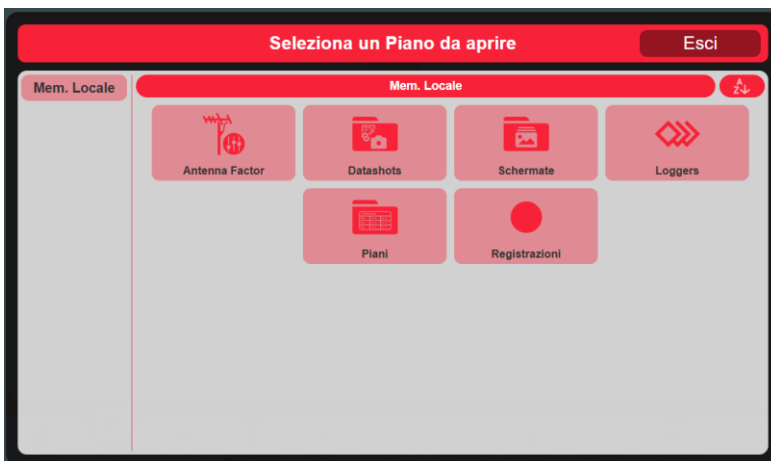 Seleziona un Piano da aprire
Esci
Mem. Locale
Mem. Locale
A
Z
Antenna Factor
Datashots
Schermate
Loggers
Piani
Registrazioni